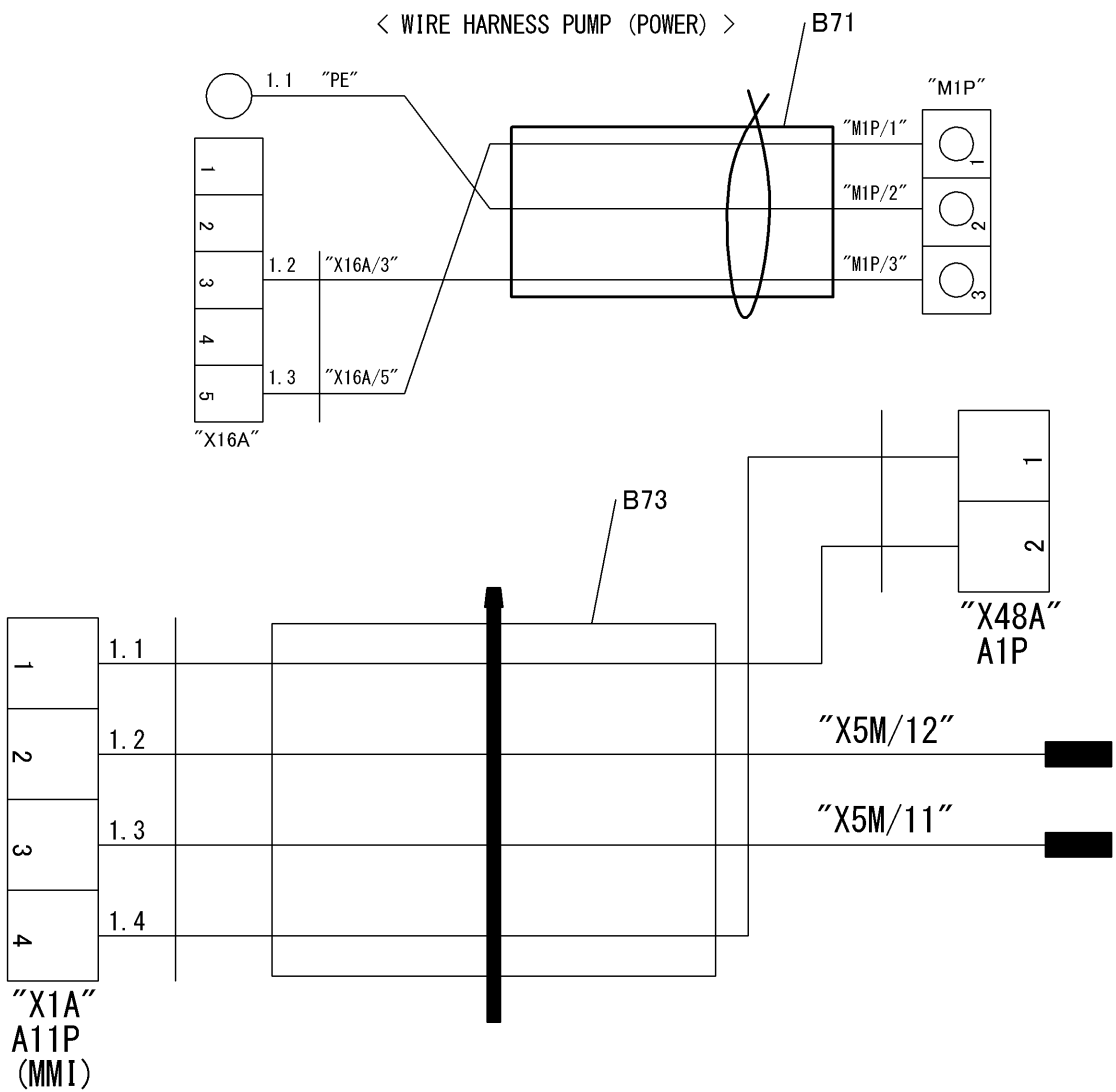 < WIRE HARNESS PUMP (POWER) >
B71
1.1 "PE"
"M1P"
"M1P/1"
1
1
"M1P/2"
2
2
1.2 "X16A/3"
"M1P/3"
3
3
4
1.3 "X16A/5"
5
"X16A"
1
B73
2
"X48A"
A1P
1.1
1
"X5M/12"
1.2
2
"X5M/11"
1.3
3
1.4
4
"X1A"
A11P
(MMI)